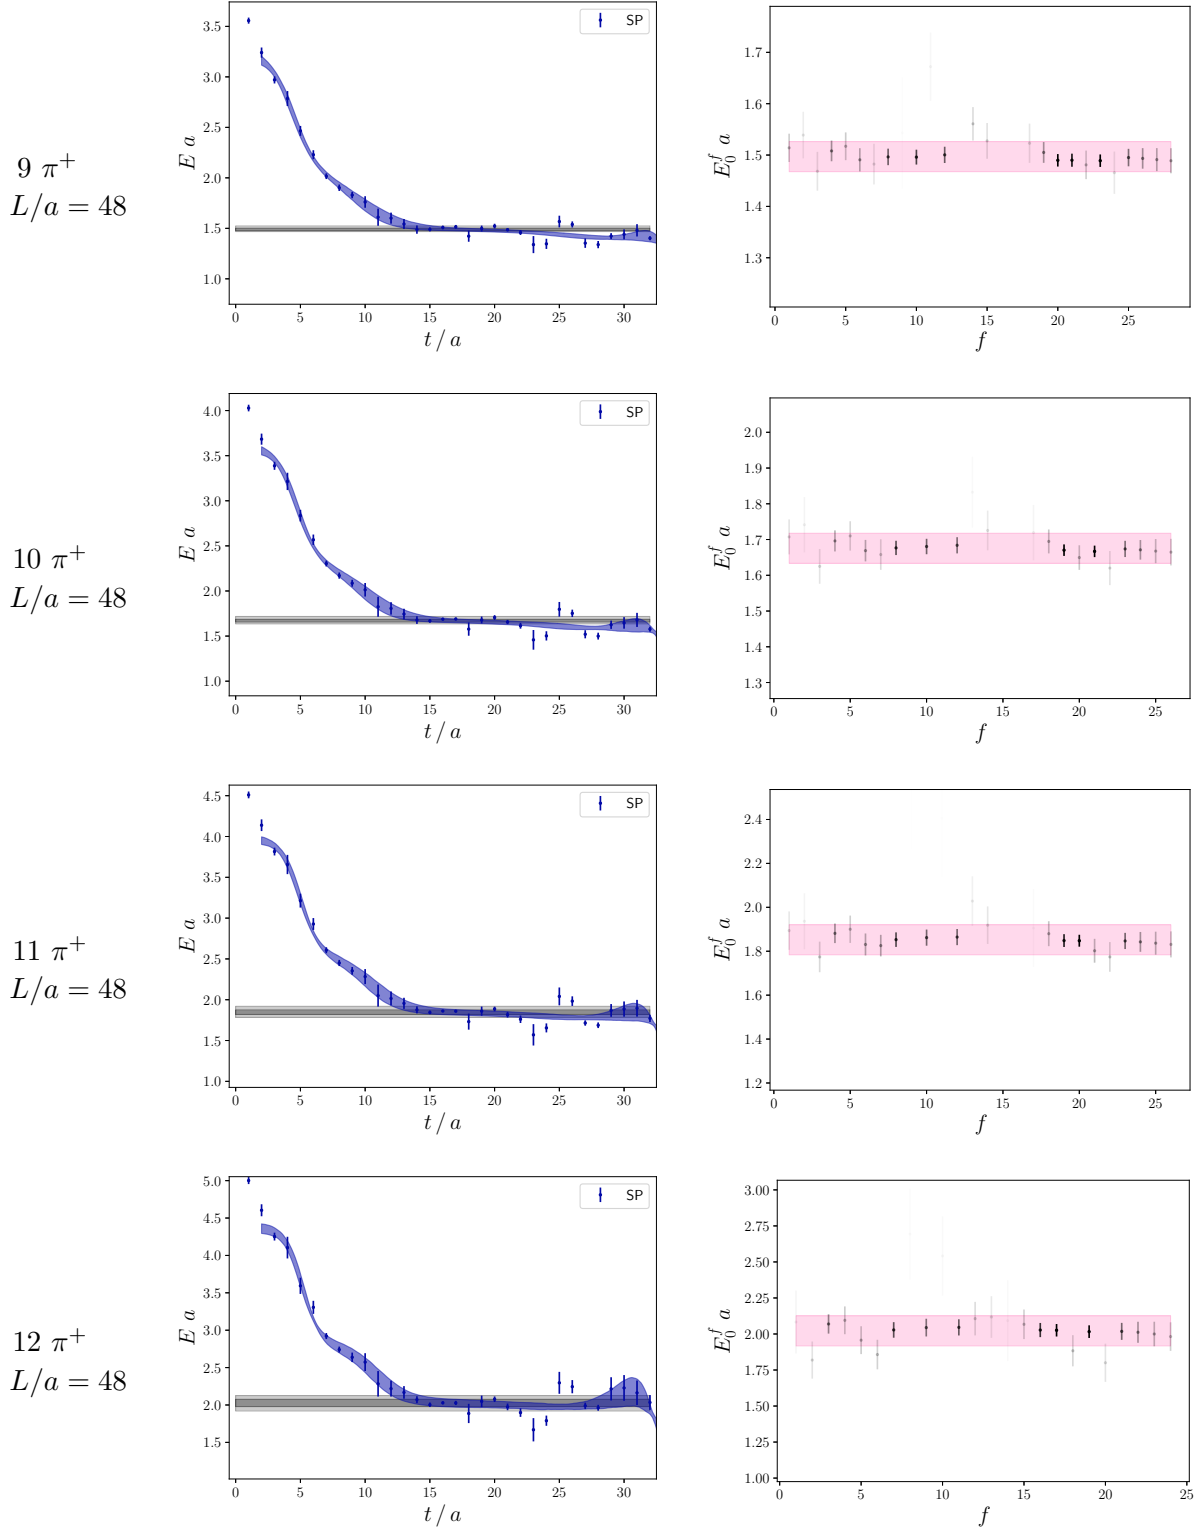 9 π⁺
L/a = 48
3.5
3.0
2.5
2.0
1.5
1.0
E a
SP
0 5 10 15 20 25 30
t / a
1.7
1.6
1.5
1.4
1.3
E₀ᶠ a
0 5 10 15 20 25
f
10 π⁺
L/a = 48
4.0
3.5
3.0
2.5
2.0
1.5
1.0
E a
SP
0 5 10 15 20 25 30
t / a
2.0
1.9
1.8
1.7
1.6
1.5
1.4
1.3
E₀ᶠ a
0 5 10 15 20 25
f
11 π⁺
L/a = 48
4.5
4.0
3.5
3.0
2.5
2.0
1.5
1.0
E a
SP
0 5 10 15 20 25 30
t / a
2.4
2.2
2.0
1.8
1.6
1.4
1.2
E₀ᶠ a
0 5 10 15 20 25
f
12 π⁺
L/a = 48
5.0
4.5
4.0
3.5
3.0
2.5
2.0
1.5
E a
SP
0 5 10 15 20 25 30
t / a
3.00
2.75
2.50
2.25
2.00
1.75
1.50
1.25
1.00
E₀ᶠ a
0 5 10 15 20 25
f